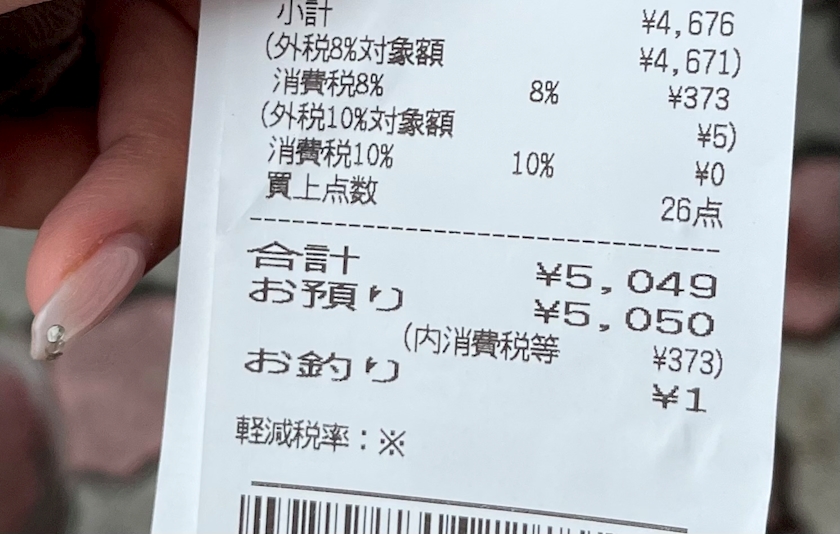 小計 ¥4,676
(外税8%対象額 ¥4,671)
消費税8% 8% ¥373
(外税10%対象額 ¥5)
消費税10% 10% ¥0
買上点数 26点
合計 ¥5,049
お預り ¥5,050
(内消費税等 ¥373)
お釣り ¥1
軽減税率:※